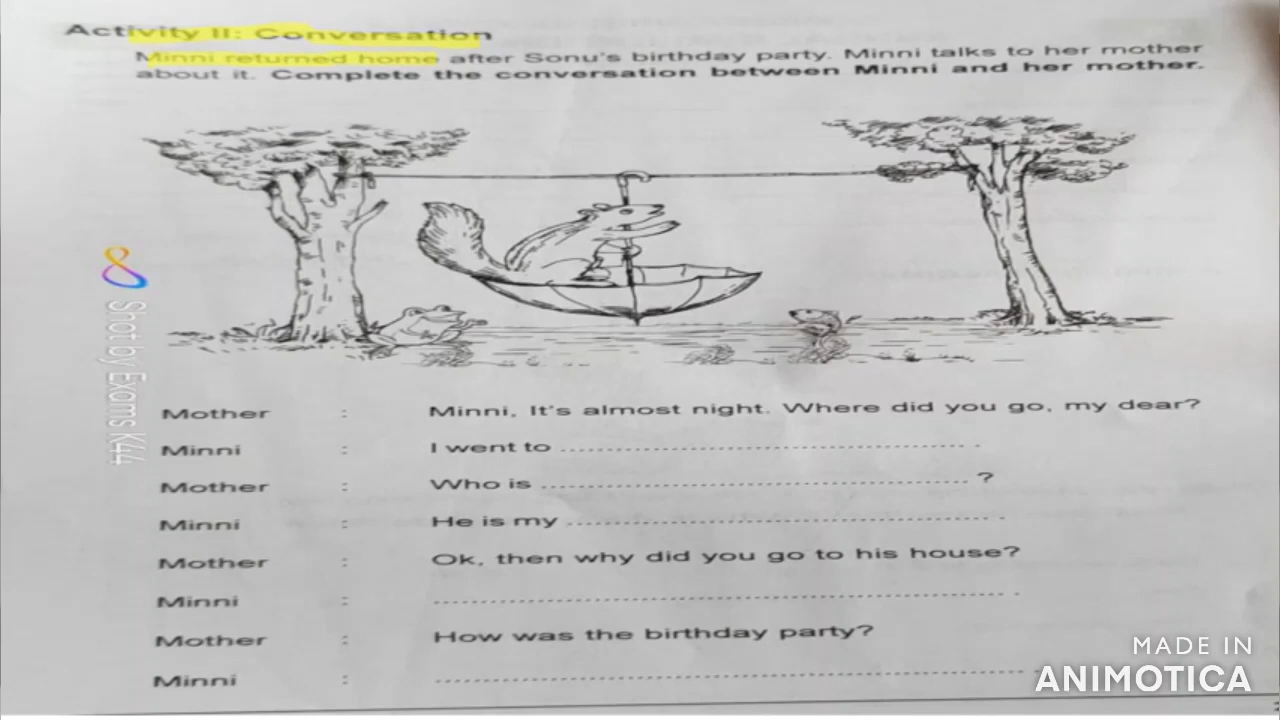 Activity II: Conversation
Minni returned home after Sonu's birthday party. Minni talks to her mother
about it. Complete the conversation between Minni and her mother.
Mother : Minni, It's almost night. Where did you go, my dear?
Minni : I went to ........................................ .
Mother : Who is ........................................ ?
Minni : He is my ........................................ .
Mother : Ok, then why did you go to his house?
Minni : ........................................ .
Mother : How was the birthday party?
Minni : ........................................
Shot by Exams K44
MADE IN
ANIMOTICA